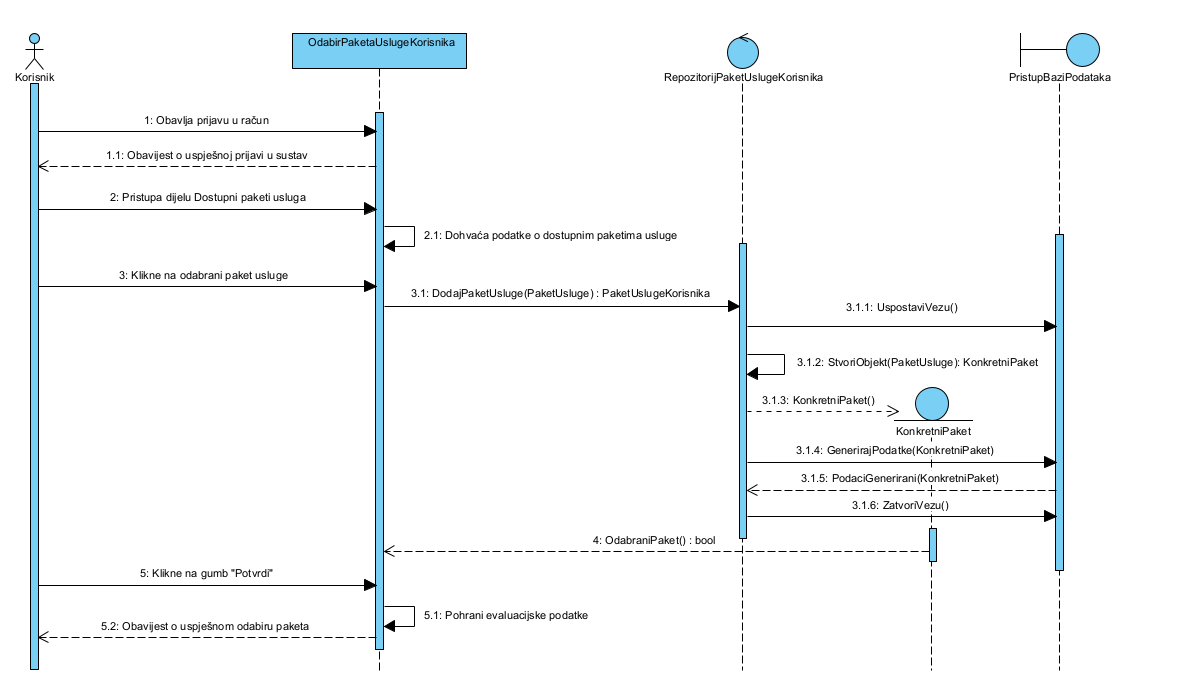 Korisnik
OdabirPaketaUslugeKorisnika
RepozitorijPaketUslugeKorisnika
PristupBaziPodataka
1: Obavlja prijavu u račun
1.1: Obavijest o uspješnoj prijavi u sustav
2: Pristupa dijelu Dostupni paketi usluga
2.1: Dohvaća podatke o dostupnim paketima usluge
3: Klikne na odabrani paket usluge
3.1: DodajPaketUsluge(PaketUsluge) : PaketUslugeKorisnika
3.1.1: UspostaviVezu()
3.1.2: StvoriObjekt(PaketUsluge): KonkretniPaket
3.1.3: KonkretniPaket()
KonkretniPaket
3.1.4: GenerirajPodatke(KonkretniPaket)
3.1.5: PodaciGenerirani(KonkretniPaket)
3.1.6: ZatvoriVezu()
4: OdabraniPaket() : bool
5: Klikne na gumb "Potvrdi"
5.1: Pohrani evaluacijske podatke
5.2: Obavijest o uspješnom odabiru paketa